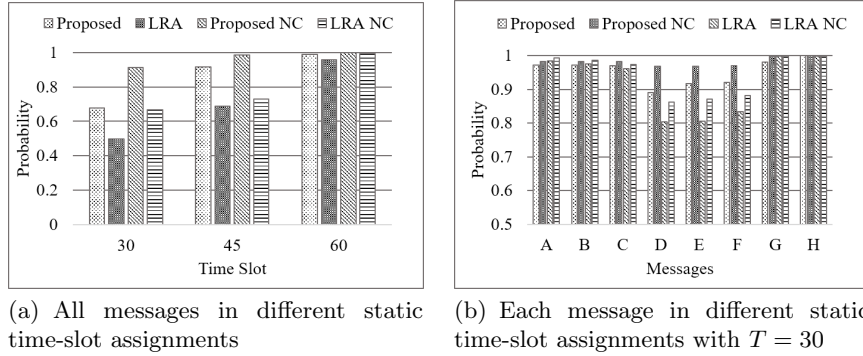 Proposed LRA Proposed NC LRA NC
1
0.8
0.6
0.4
0.2
0
Probability
30 45 60
Time Slot
(a) All messages in different static
time-slot assignments
Proposed Proposed NC LRA LRA NC
1
0.9
0.8
0.7
0.6
0.5
Probability
A B C D E F G H
Messages
(b) Each message in different static
time-slot assignments with T = 30